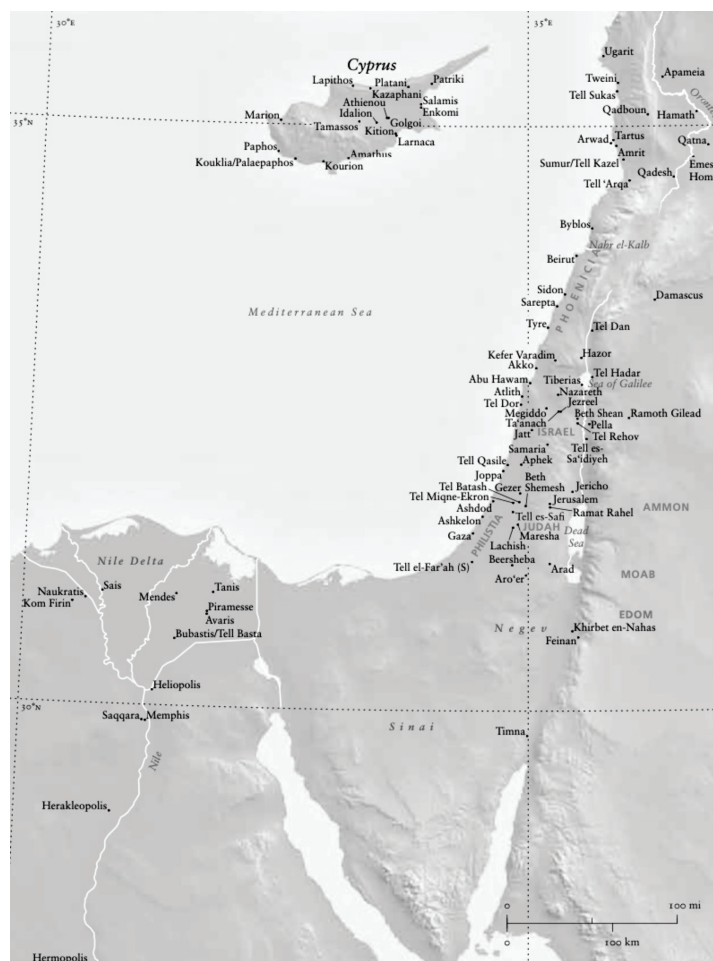 30°E
35°E
Ugarit
Cyprus
Apameia
Lapithos
Platani
Patriki
Tweini
Kazaphani
Tell Sukas
Athienou
Salamis
Idalion
Enkomi
Qadboun
Hamath
Marion
Golgoi
Tamassos
35°N
Kition
Larnaca
Tartus
Arwad
Qatna
Paphos
Amrit
Amathus
Kouklia/Palaepaphos
Kourion
Sumur/Tell Kazel
Qadesh
Emes
Hom
Tell ‘Arqa
Byblos
Nahr el-Kalb
Beirut
PHOENICIA
Sidon
Damascus
Sarepta
Mediterranean Sea
Tyre
Tel Dan
Kefer Varadim
Hazor
Akko
Tel Hadar
Abu Hawam
Tiberias
Sea of Galilee
Atlith
Nazareth
Tel Dor
Jezreel
Megiddo
Beth Shean
Ramoth Gilead
Ta‘anach
Pella
Jatt
ISRAEL
Tel Rehov
Samaria
Tell es-
Sa‘idiyeh
Tell Qasile
Aphek
Joppa
Beth
Shemesh
Tel Batash
Gezer
Jericho
Tel Miqne-Ekron
Jerusalem
Ashdod
Ramat Rahel
AMMON
Ashkelon
Tell es-Safi
JUDAH
Dead
Sea
Gaza
PHILISTIA
Maresha
Lachish
Nile Delta
Beersheba
Tell el-Far‘ah (S)
Arad
Aro‘er
MOAB
Naukratis
Sais
Tanis
Kom Firin
Mendes
Piramesse
Avaris
EDOM
Bubastis/Tell Basta
Negev
Khirbet en-Nahas
Feinan
Heliopolis
30°N
Saqqara
Memphis
Sinai
Timna
Nile
Herakleopolis
0
100 mi
0
100 km
Hermopolis